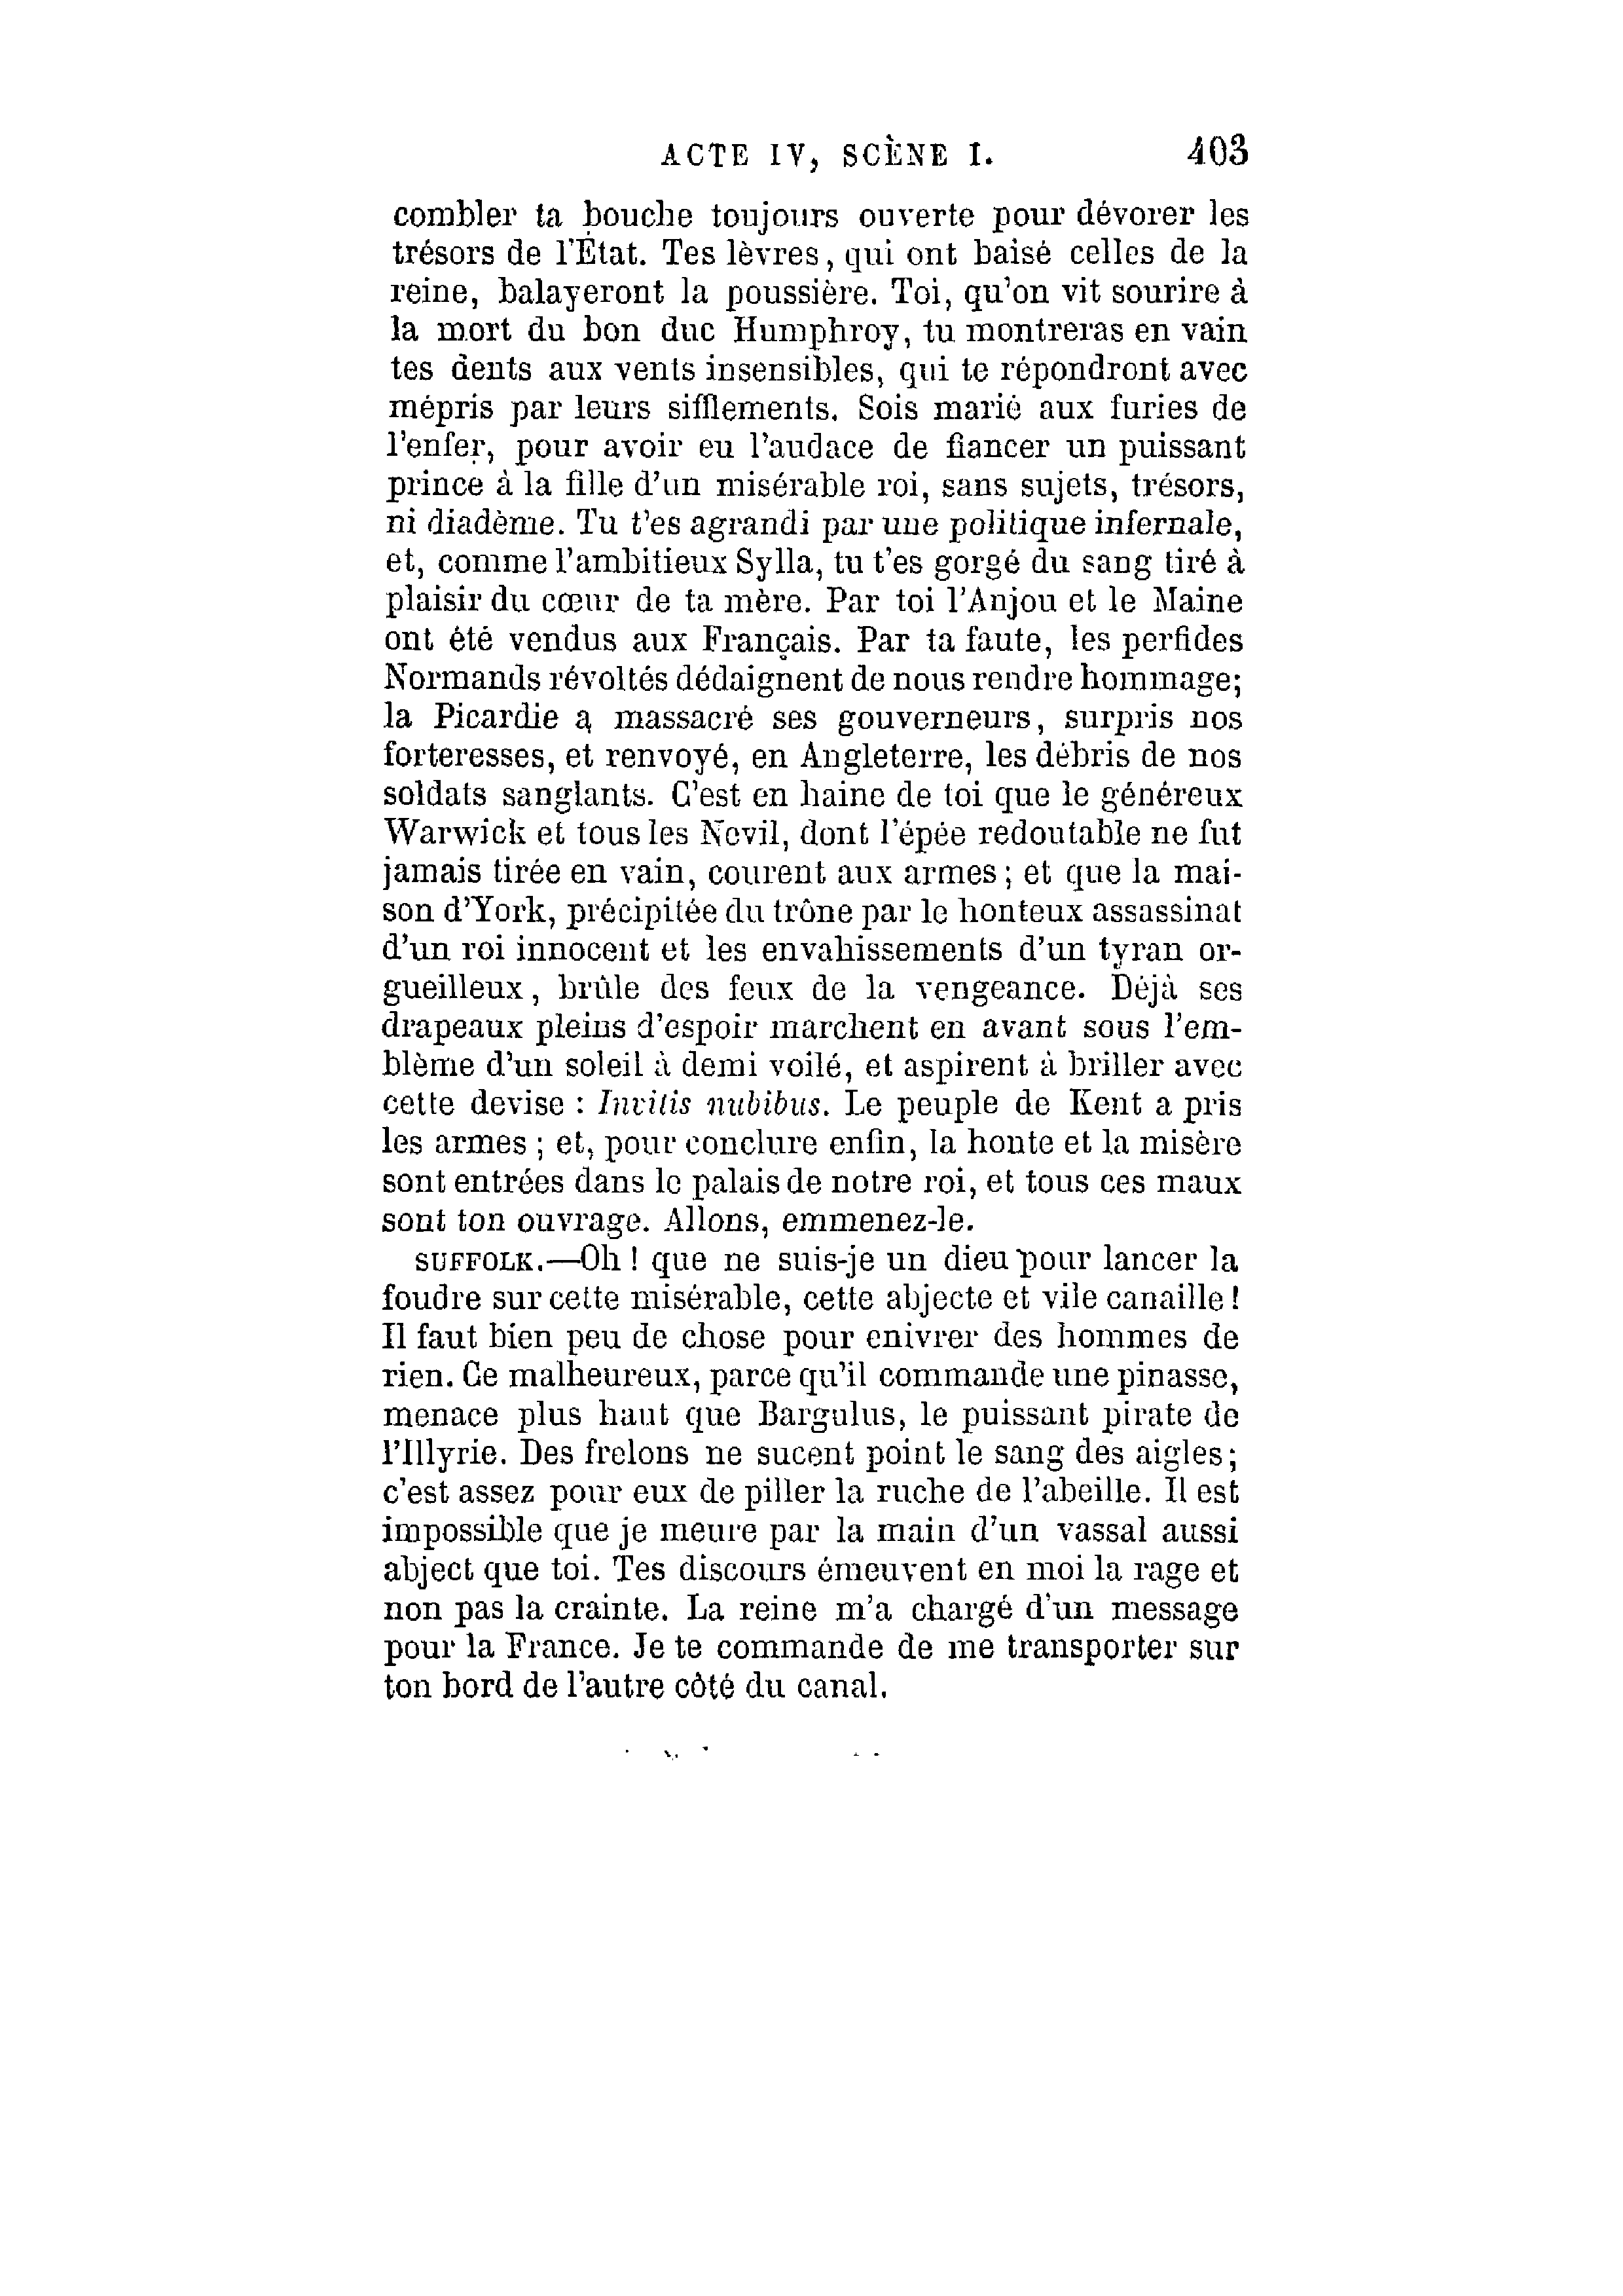 ACTE IV, SCÈNE I. 403
combler ta bouche toujours ouverte pour dévorer les
trésors de l'État. Tes lèvres, qui ont baisé celles de la
reine, balayeront la poussière. Toi, qu'on vit sourire à
la mort du bon duc Humphroy, tu montreras en vain
tes dents aux vents insensibles, qui te répondront avec
mépris par leurs sifflements. Sois marié aux furies de
l'enfer, pour avoir eu l'audace de fiancer un puissant
prince à la fille d'un misérable roi, sans sujets, trésors,
ni diadème. Tu t'es agrandi par une politique infernale,
et, comme l'ambitieux Sylla, tu t'es gorgé du sang tiré à
plaisir du cœur de ta mère. Par toi l'Anjou et le Maine
ont été vendus aux Français. Par ta faute, les perfides
Normands révoltés dédaignent de nous rendre hommage;
la Picardie a massacré ses gouverneurs, surpris nos
forteresses, et renvoyé, en Angleterre, les débris de nos
soldats sanglants. C'est en haine de toi que le généreux
Warwick et tous les Nevil, dont l'épée redoutable ne fut
jamais tirée en vain, courent aux armes ; et que la mai-
son d'York, précipitée du trône par le honteux assassinat
d'un roi innocent et les envahissements d'un tyran or-
gueilleux, brûle des feux de la vengeance. Déjà ses
drapeaux pleins d'espoir marchent en avant sous l'em-
blème d'un soleil à demi voilé, et aspirent à briller avec
cette devise : Invitis nubibus. Le peuple de Kent a pris
les armes ; et, pour conclure enfin, la honte et la misère
sont entrées dans le palais de notre roi, et tous ces maux
sont ton ouvrage. Allons, emmenez-le.
SUFFOLK.—Oh ! que ne suis-je un dieu pour lancer la
foudre sur cette misérable, cette abjecte et vile canaille !
Il faut bien peu de chose pour enivrer des hommes de
rien. Ce malheureux, parce qu'il commande une pinasse,
menace plus haut que Bargulus, le puissant pirate de
l'Illyrie. Des frelons ne sucent point le sang des aigles;
c'est assez pour eux de piller la ruche de l'abeille. Il est
impossible que je meure par la main d'un vassal aussi
abject que toi. Tes discours émeuvent en moi la rage et
non pas la crainte. La reine m'a chargé d'un message
pour la France. Je te commande de me transporter sur
ton bord de l'autre côté du canal.